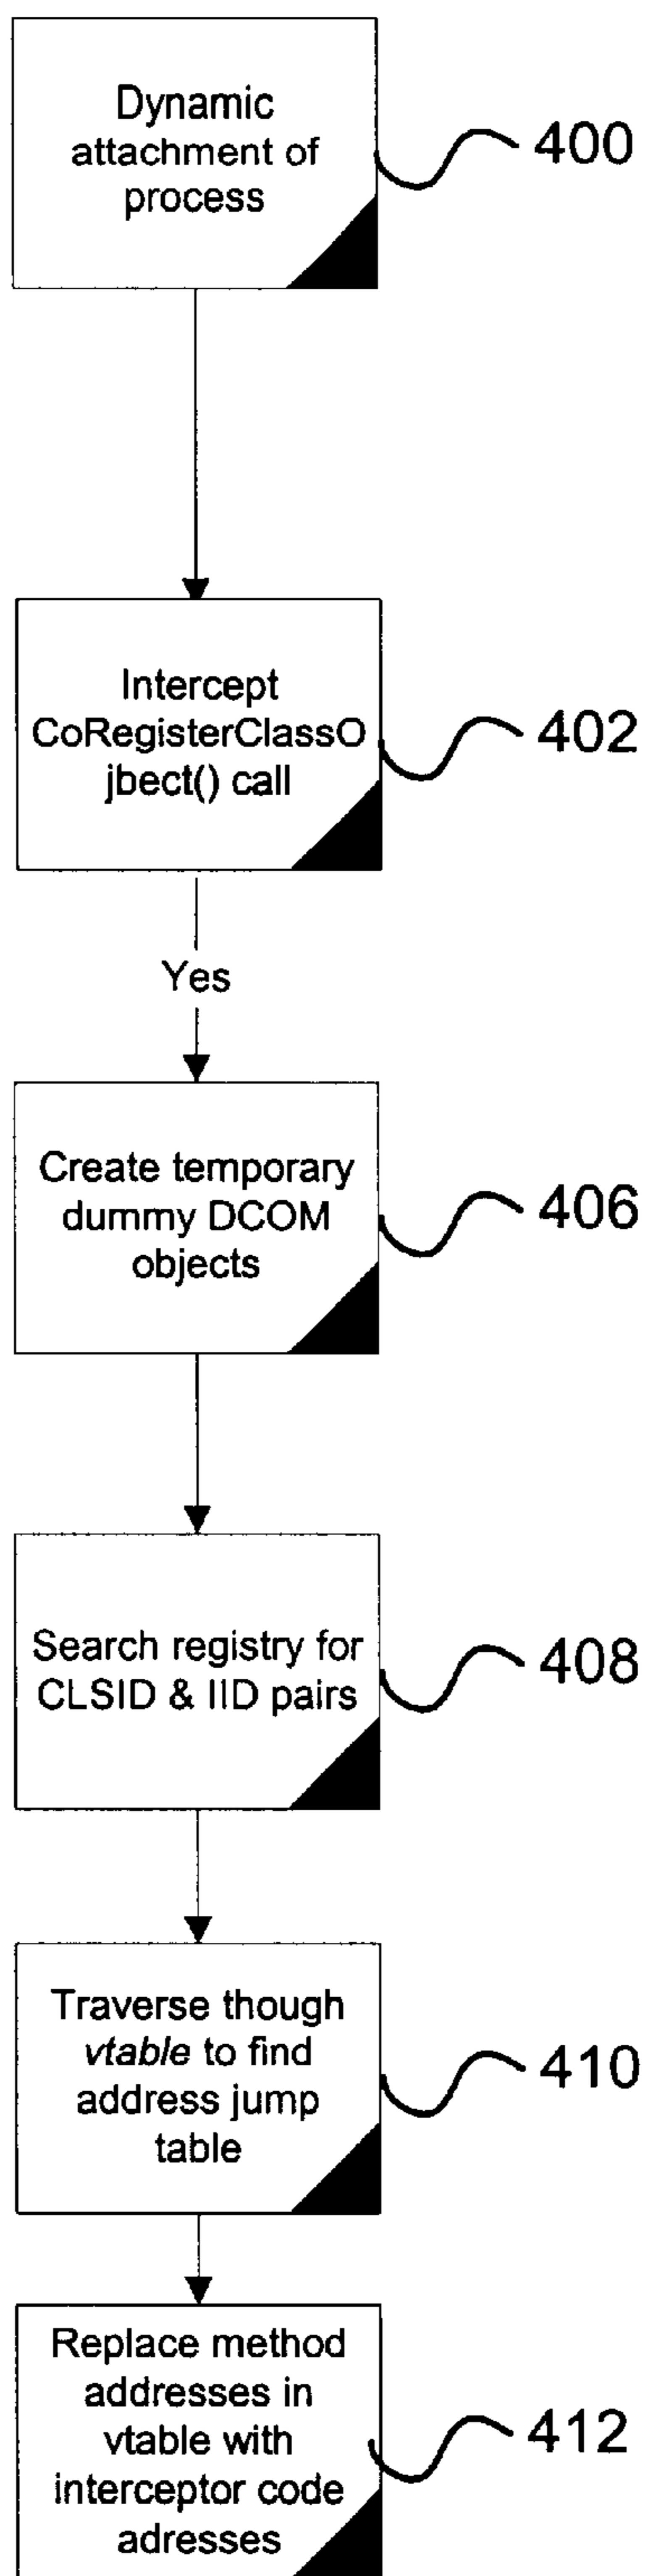 Dynamic
attachment of
process
400
Intercept
CoRegisterClassO
jbect() call
402
Yes
Create temporary
dummy DCOM
objects
406
Search registry for
CLSID & IID pairs
408
Traverse though
vtable to find
address jump
table
410
Replace method
addresses in
vtable with
interceptor code
adresses
412